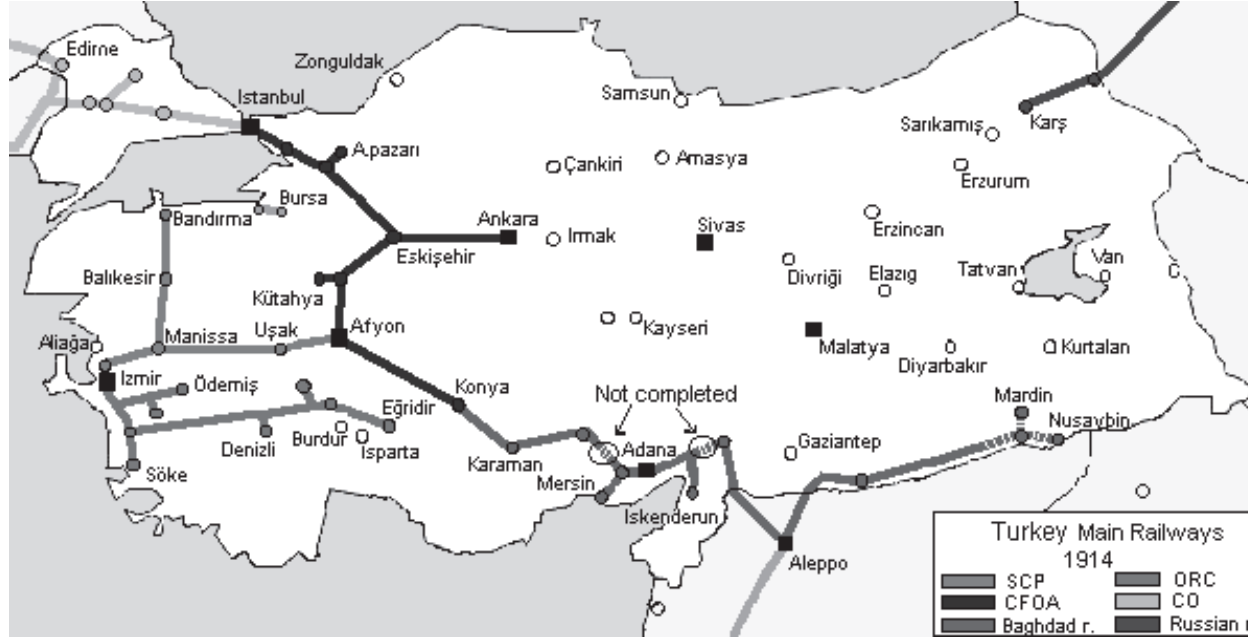 Edirne
Zonguldak
Istanbul
Samsun
Karş
Sarıkamış
A.pazarı
Çankiri
Amasya
Erzurum
Bursa
Bandırma
Ankara
Sivas
Irmak
Erzincan
Eskişehir
Balıkesir
Divriği
Elazıg
Tatvan
Van
Kütahya
Kayseri
Aliağa
Manissa
Uşak
Afyon
Malatya
Diyarbakır
Kurtalan
Izmir
Ödemiş
Konya
Not completed
Eğridir
Mardin
Nusaybin
Denizli
Burdur
Isparta
Karaman
Adana
Gaziantep
Söke
Mersin
Iskenderun
Aleppo
Turkey Main Railways
1914
SCP ORC
CFOA CO
Baghdad r. Russian r